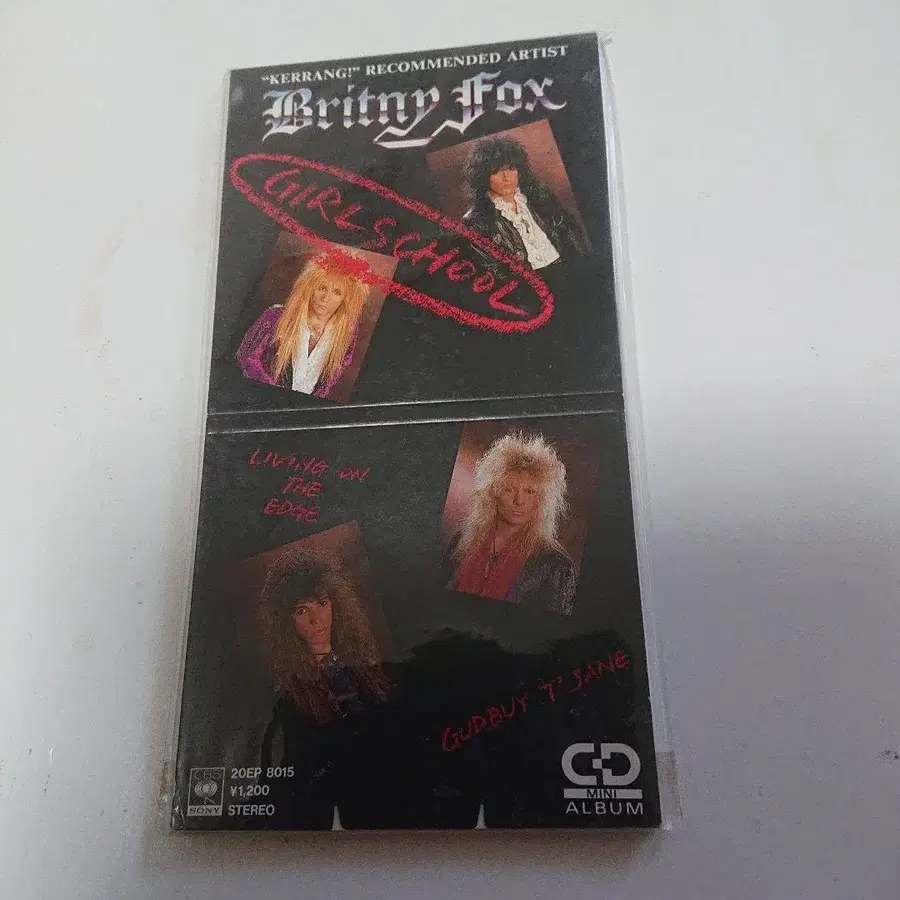 "KERRANG!" RECOMMENDED ARTIST
Britny Fox
GIRLSCHOOL
LIVING ON
THE
EDGE
GUDBUY 'T' JANE
CBS
SONY
20EP 8015
¥1,200
STEREO
CD
MINI
ALBUM